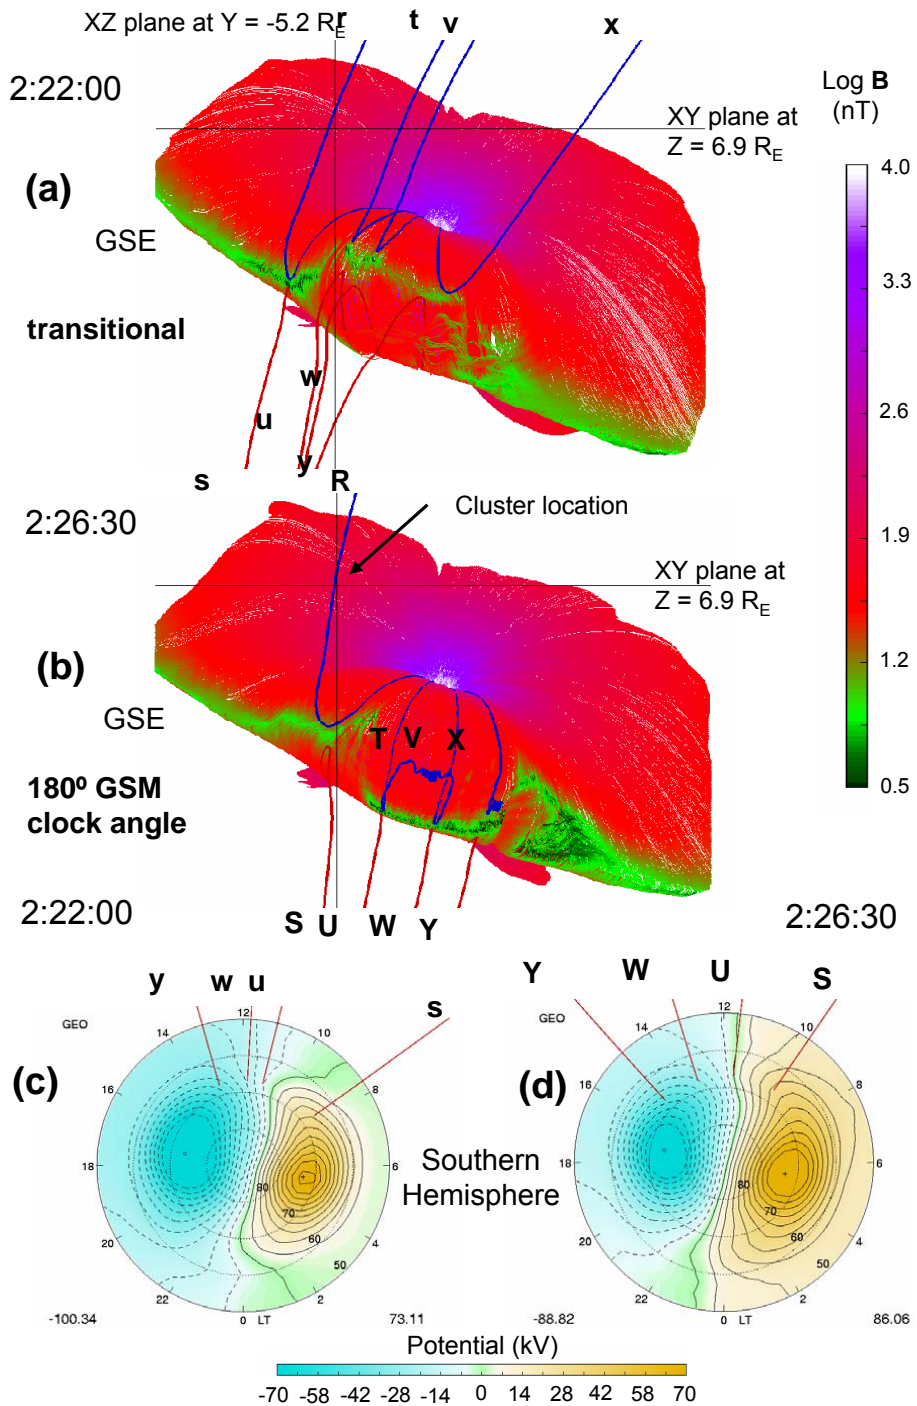 XZ plane at Y = -5.2 RE
r
t
v
x
2:22:00
Log B
(nT)
XY plane at
Z = 6.9 RE
4.0
(a)
GSE
3.3
transitional
w
2.6
u
y
s
R
2:26:30
Cluster location
1.9
XY plane at
Z = 6.9 RE
(b)
1.2
GSE
T
V
X
0.5
180º GSM
clock angle
2:22:00
S
U
W
Y
2:26:30
y
w
u
s
Y
W
U
S
GEO
12
14
10
16
8
18
6
20
4
22
2
0 LT
80
70
60
50
(c)
-100.34
73.11
Southern
Hemisphere
GEO
12
14
10
16
8
18
6
20
4
22
2
0 LT
80
70
60
50
(d)
-88.82
86.06
Potential (kV)
-70 -58 -42 -28 -14 0 14 28 42 58 70